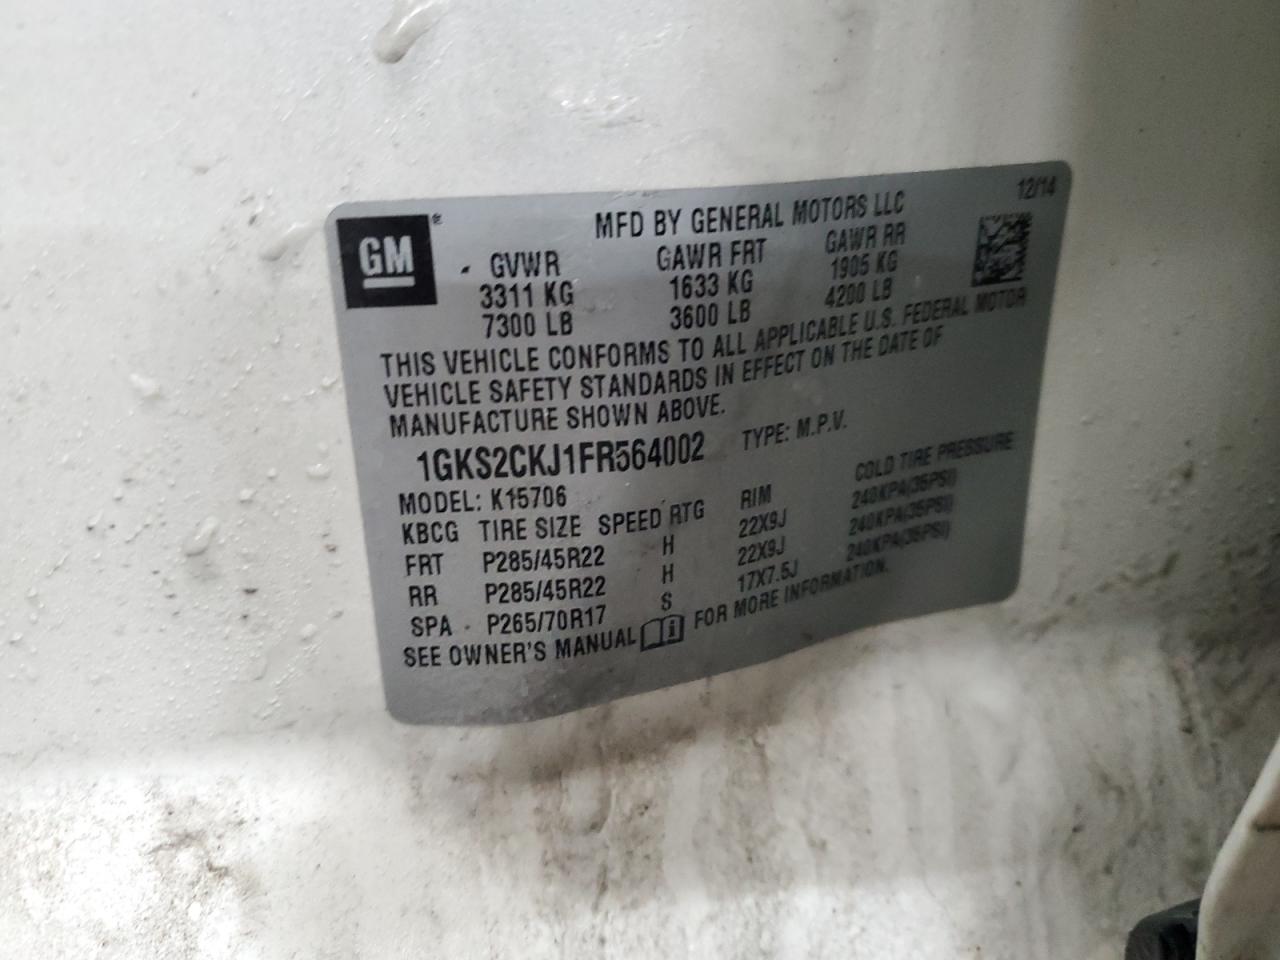 12/14
GM®
MFD BY GENERAL MOTORS LLC
GVWR GAWR FRT GAWR RR
3311 KG 1633 KG 1905 KG
7300 LB 3600 LB 4200 LB
THIS VEHICLE CONFORMS TO ALL APPLICABLE U.S. FEDERAL MOTOR
VEHICLE SAFETY STANDARDS IN EFFECT ON THE DATE OF
MANUFACTURE SHOWN ABOVE.
1GKS2CKJ1FR564002 TYPE: M.P.V.
MODEL: K15706
KBCG TIRE SIZE SPEED RTG RIM COLD TIRE PRESSURE
FRT P285/45R22 H 22X9J 240KPA(35PSI)
RR P285/45R22 H 22X9J 240KPA(35PSI)
SPA P265/70R17 S 17X7.5J 240KPA(35PSI)
SEE OWNER'S MANUAL i FOR MORE INFORMATION.